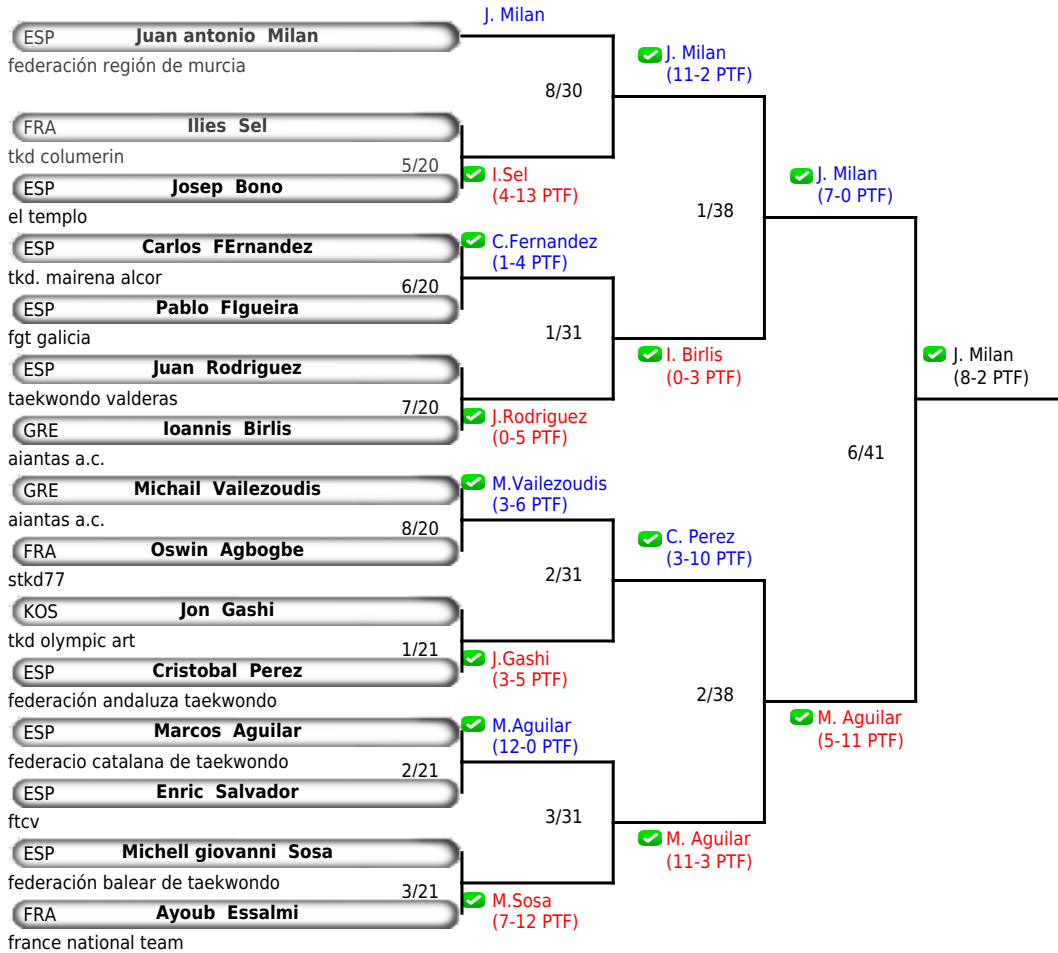 J. Milan
ESP Juan antonio Milan
federación región de murcia
J. Milan
(11-2 PTF)
8/30
FRA Ilies Sel
tkd columerin
5/20
I.Sel
(4-13 PTF)
ESP Josep Bono
el templo
J. Milan
(7-0 PTF)
1/38
ESP Carlos FErnandez
tkd. mairena alcor
C.Fernandez
(1-4 PTF)
6/20
ESP Pablo FIgueira
fgt galicia
1/31
I. Birlis
(0-3 PTF)
J. Milan
(8-2 PTF)
ESP Juan Rodriguez
taekwondo valderas
7/20
J.Rodriguez
(0-5 PTF)
GRE Ioannis Birlis
aiantas a.c.
6/41
GRE Michail Vailezoudis
aiantas a.c.
M.Vailezoudis
(3-6 PTF)
8/20
C. Perez
(3-10 PTF)
FRA Oswin Agbogbe
stkd77
2/31
KOS Jon Gashi
tkd olympic art
1/21
J.Gashi
(3-5 PTF)
ESP Cristobal Perez
federación andaluza taekwondo
2/38
M. Aguilar
(5-11 PTF)
ESP Marcos Aguilar
federacio catalana de taekwondo
M.Aguilar
(12-0 PTF)
2/21
ESP Enric Salvador
ftcv
3/31
M. Aguilar
(11-3 PTF)
ESP Michell giovanni Sosa
federación balear de taekwondo
3/21
M.Sosa
(7-12 PTF)
FRA Ayoub Essalmi
france national team